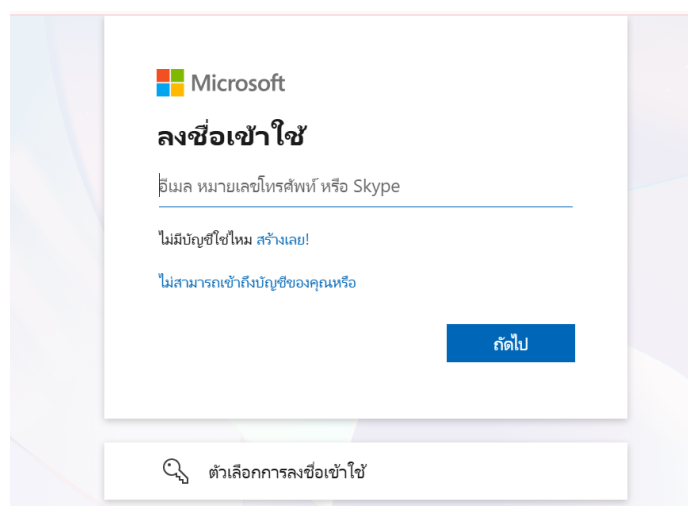 Microsoft
ลงชื่อเข้าใช้
อีเมล หมายเลขโทรศัพท์ หรือ Skype
ไม่มีบัญชีใช่ไหม สร้างเลย!
ไม่สามารถเข้าถึงบัญชีของคุณหรือ
ถัดไป
ตัวเลือกการลงชื่อเข้าใช้